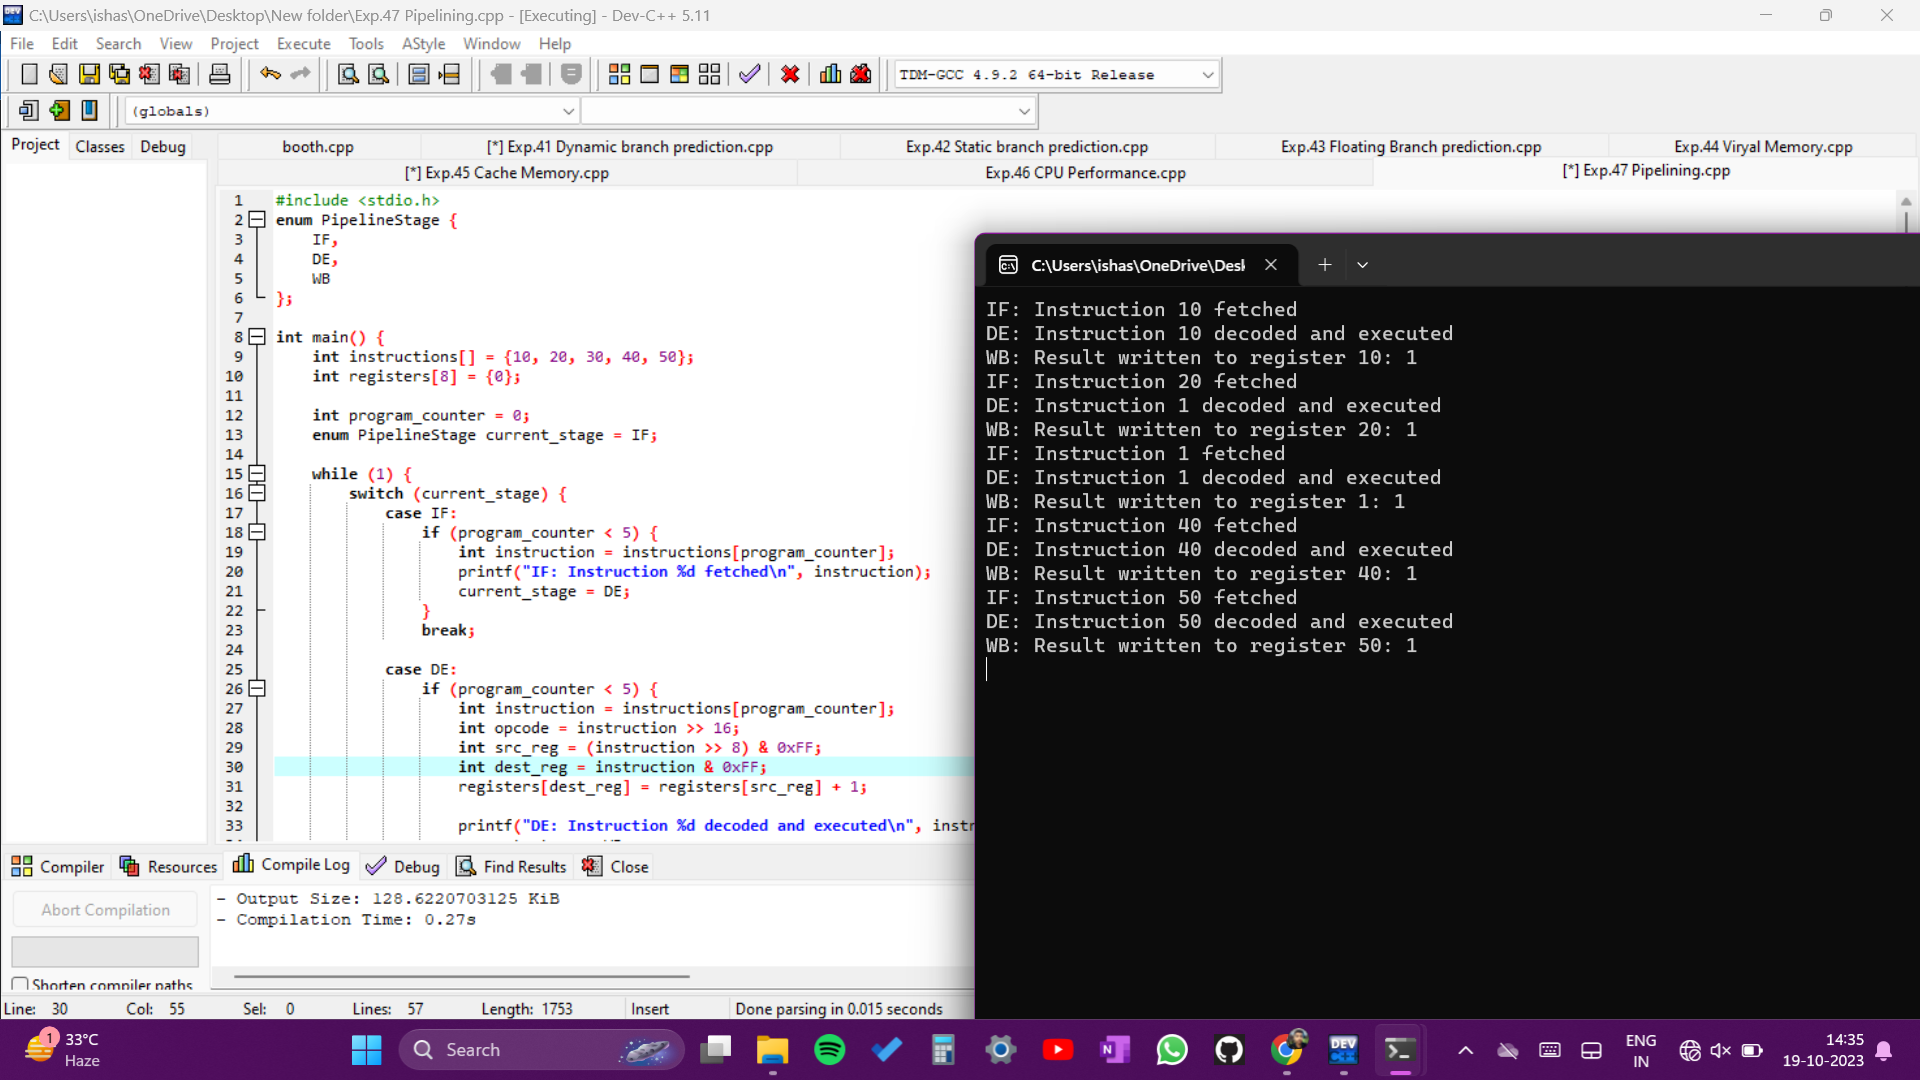 C:\Users\ishas\OneDrive\Desktop\New folder\Exp.47 Pipelining.cpp - [Executing] - Dev-C++ 5.11
File Edit Search View Project Execute Tools AStyle Window Help
TDM-GCC 4.9.2 64-bit Release
(globals)
Project Classes Debug
booth.cpp [*] Exp.41 Dynamic branch prediction.cpp Exp.42 Static branch prediction.cpp Exp.43 Floating Branch prediction.cpp Exp.44 Viryal Memory.cpp
[*] Exp.45 Cache Memory.cpp Exp.46 CPU Performance.cpp [*] Exp.47 Pipelining.cpp
1 #include <stdio.h>
2 enum PipelineStage {
3 IF,
4 DE,
5 WB
6 };
7
8 int main() {
9 int instructions[] = {10, 20, 30, 40, 50};
10 int registers[8] = {0};
11
12 int program_counter = 0;
13 enum PipelineStage current_stage = IF;
14
15 while (1) {
16 switch (current_stage) {
17 case IF:
18 if (program_counter < 5) {
19 int instruction = instructions[program_counter];
20 printf("IF: Instruction %d fetched\n", instruction);
21 current_stage = DE;
22 }
23 break;
24
25 case DE:
26 if (program_counter < 5) {
27 int instruction = instructions[program_counter];
28 int opcode = instruction >> 16;
29 int src_reg = (instruction >> 8) & 0xFF;
30 int dest_reg = instruction & 0xFF;
31 registers[dest_reg] = registers[src_reg] + 1;
32
33 printf("DE: Instruction %d decoded and executed\n", instr
C:\Users\ishas\OneDrive\Desl
IF: Instruction 10 fetched
DE: Instruction 10 decoded and executed
WB: Result written to register 10: 1
IF: Instruction 20 fetched
DE: Instruction 1 decoded and executed
WB: Result written to register 20: 1
IF: Instruction 1 fetched
DE: Instruction 1 decoded and executed
WB: Result written to register 1: 1
IF: Instruction 40 fetched
DE: Instruction 40 decoded and executed
WB: Result written to register 40: 1
IF: Instruction 50 fetched
DE: Instruction 50 decoded and executed
WB: Result written to register 50: 1
Compiler Resources Compile Log Debug Find Results Close
Abort Compilation
- Output Size: 128.6220703125 KiB
- Compilation Time: 0.27s
Shorten compiler paths
Line: 30 Col: 55 Sel: 0 Lines: 57 Length: 1753 Insert Done parsing in 0.015 seconds
1
33°C
Haze
Search
DEV
C++
ENG
IN
14:35
19-10-2023